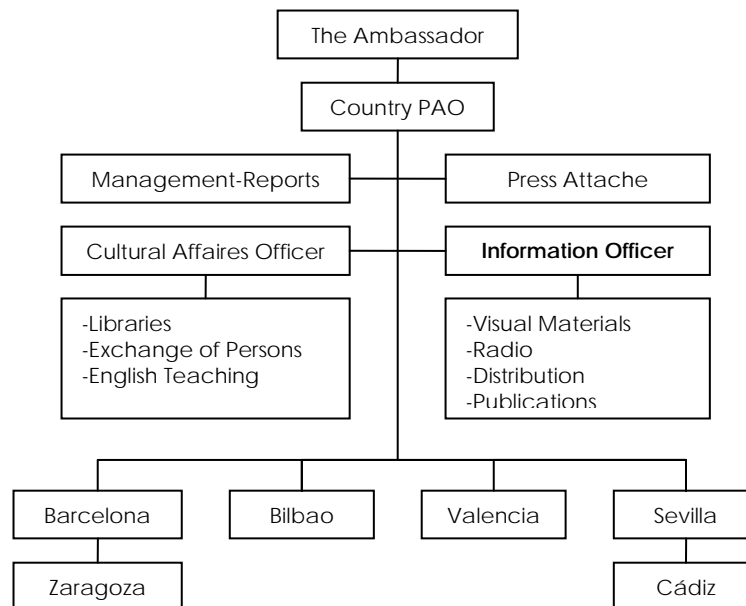 The Ambassador
Country PAO
Management-Reports
Press Attache
Cultural Affaires Officer
Information Officer
-Libraries
-Exchange of Persons
-English Teaching
-Visual Materials
-Radio
-Distribution
-Publications
Barcelona
Bilbao
Valencia
Sevilla
Zaragoza
Cádiz